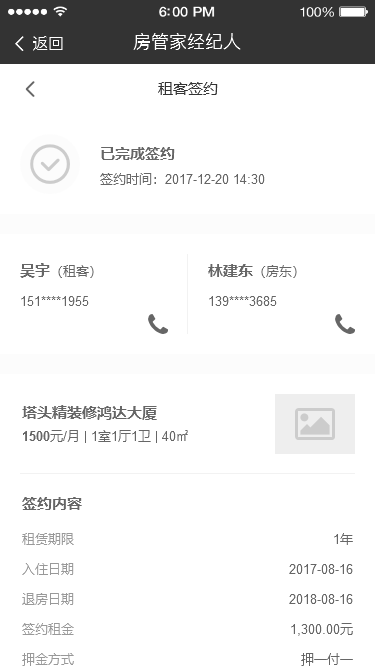 6:00 PM
100%
返回
房管家经纪人
租客签约
已完成签约
签约时间：2017-12-20 14:30
吴宇（租客）
林建东（房东）
151****1955
139****3685
塔头精装修鸿达大厦
1500元/月 | 1室1厅1卫 | 40㎡
签约内容
租赁期限 1年
入住日期 2017-08-16
退房日期 2018-08-16
签约租金 1,300.00元
押金方式 押一付一